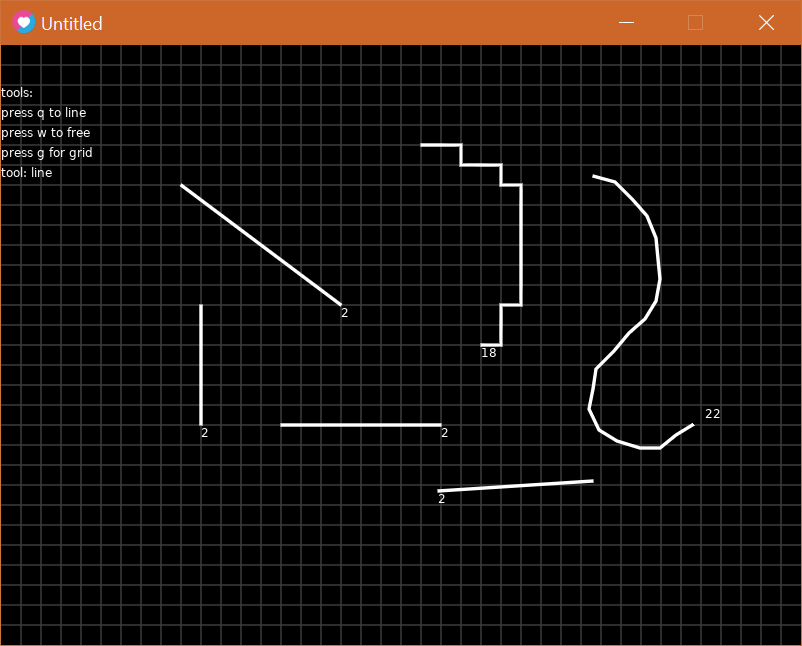 Untitled
tools:
press q to line
press w to free
press g for grid
tool: line
2
18
2
2
22
2